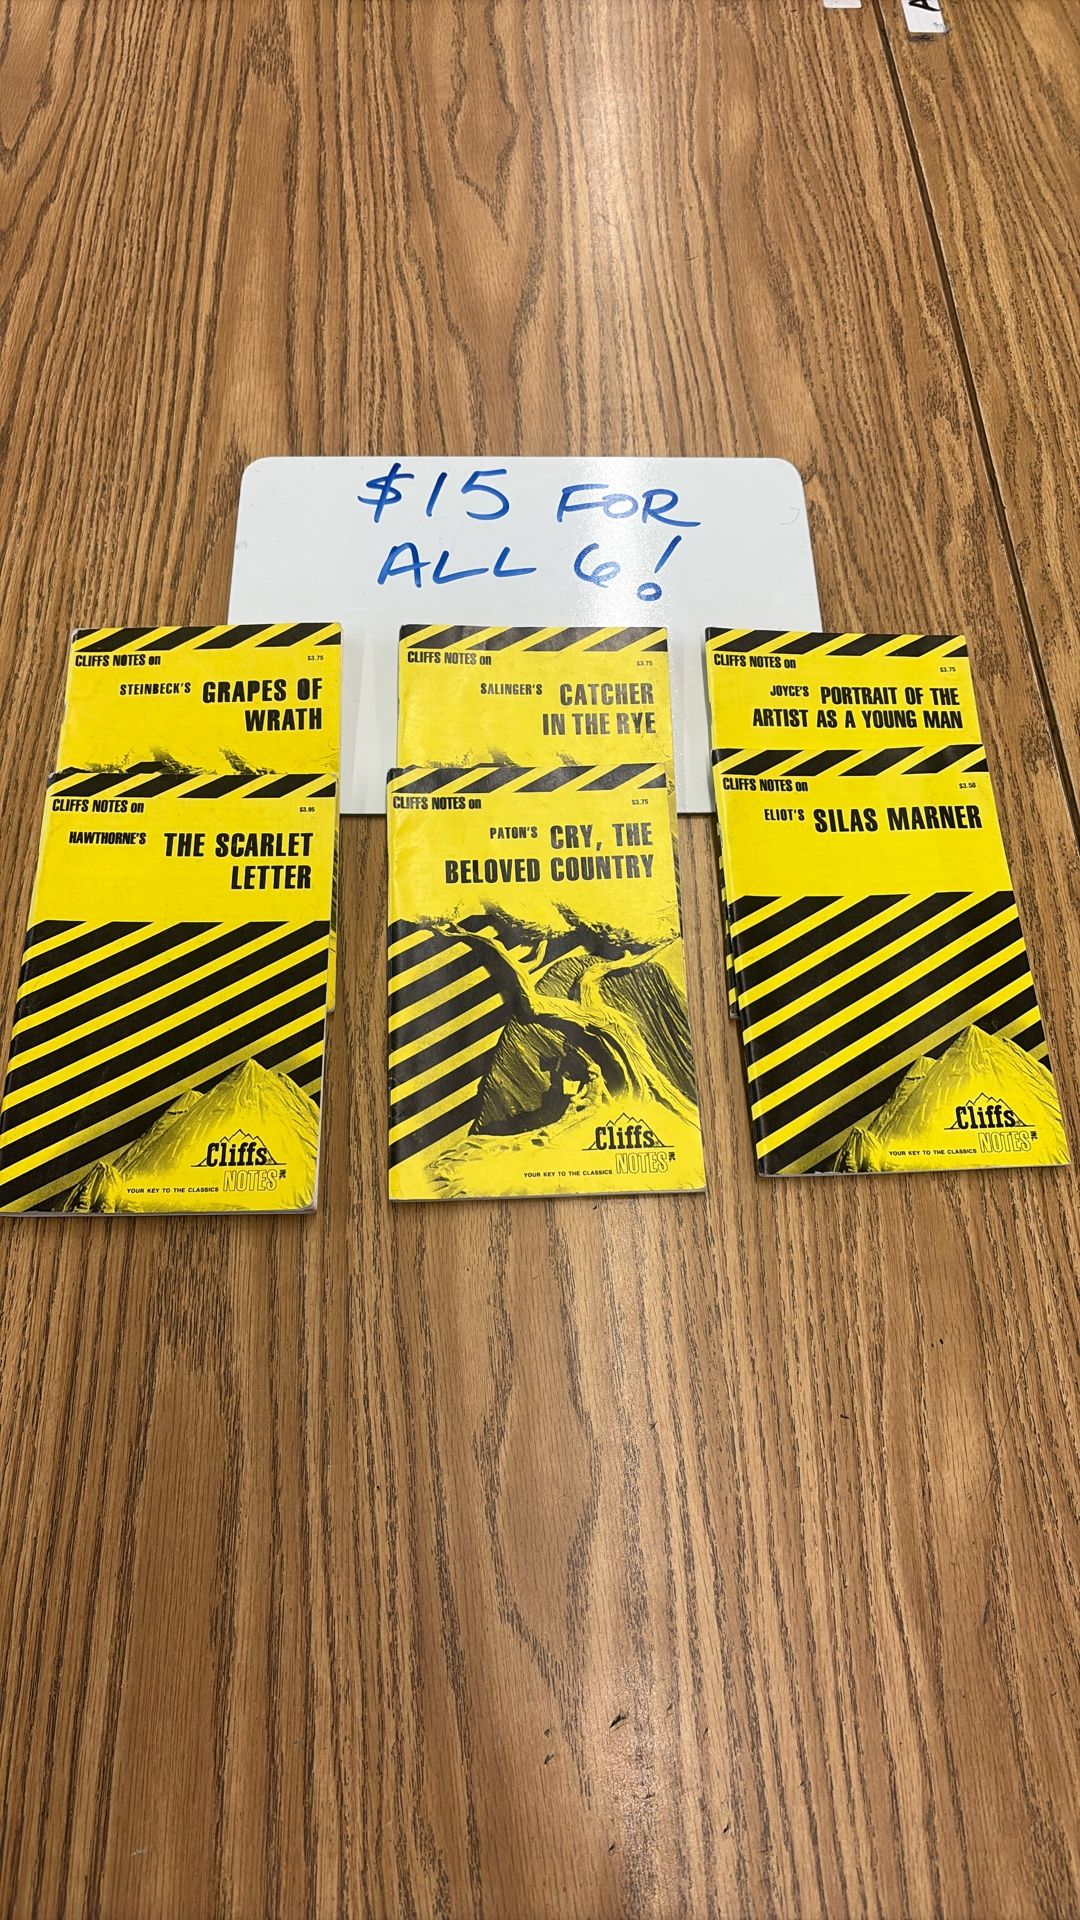 $15 FOR
ALL 6!
CLIFFS NOTES on
$3.75
STEINBECK'S GRAPES OF
WRATH
CLIFFS NOTES on
$3.75
SALINGER'S CATCHER
IN THE RYE
CLIFFS NOTES on
$3.75
JOYCE'S PORTRAIT OF THE
ARTIST AS A YOUNG MAN
CLIFFS NOTES on
$3.95
HAWTHORNE'S THE SCARLET
LETTER
Cliffs
YOUR KEY TO THE CLASSICS NOTES
CLIFFS NOTES on
$3.75
PATON'S CRY, THE
BELOVED COUNTRY
Cliffs
YOUR KEY TO THE CLASSICS NOTES
CLIFFS NOTES on
$3.50
ELIOT'S SILAS MARNER
Cliffs
YOUR KEY TO THE CLASSICS NOTES